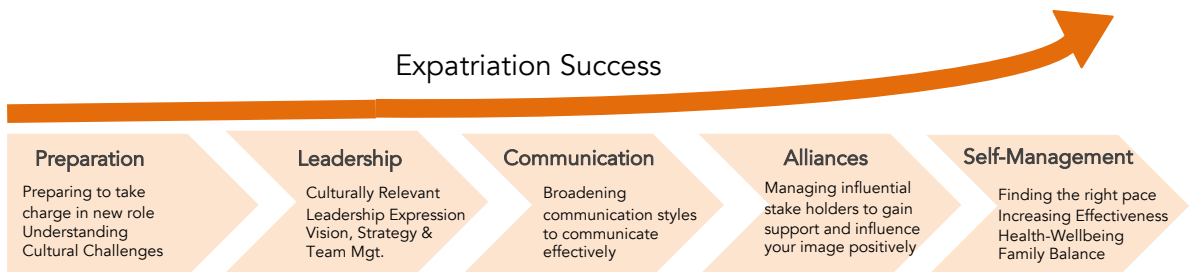 Expatriation Success
Preparation
Preparing to take
charge in new role
Understanding
Cultural Challenges
Leadership
Culturally Relevant
Leadership Expression
Vision, Strategy &
Team Mgt.
Communication
Broadening
communication styles
to communicate
effectively
Alliances
Managing influential
stake holders to gain
support and influence
your image positively
Self-Management
Finding the right pace
Increasing Effectiveness
Health-Wellbeing
Family Balance